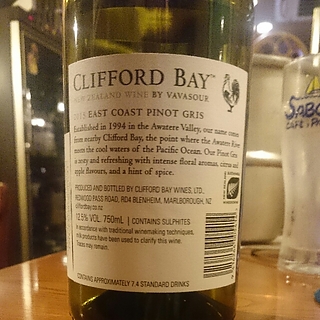 CLIFFORD BAY™
NEW ZEALAND WINE BY VAVASOUR
2015 EAST COAST PINOT GRIS
Established in 1994 in the Awatere Valley, our name comes
from nearby Clifford Bay, the point where the Awatere River
meets the cool waters of the Pacific Ocean. Our Pinot Gris
is zesty and refreshing with intense floral aromas, citrus and
apple flavours, and a hint of spice.
PRODUCED AND BOTTLED BY CLIFFORD BAY WINES, LTD.,
REDWOOD PASS ROAD, RD4 BLENHEIM, MARLBOROUGH, NZ
cliffordbay.co.nz
12.5% VOL 750mL | CONTAINS SULPHITES
In accordance with traditional winemaking techniques,
milk products have been used to clarify this wine.
Traces may remain.
CONTAINS APPROXIMATELY 7.4 STANDARD DRINKS
CAFE